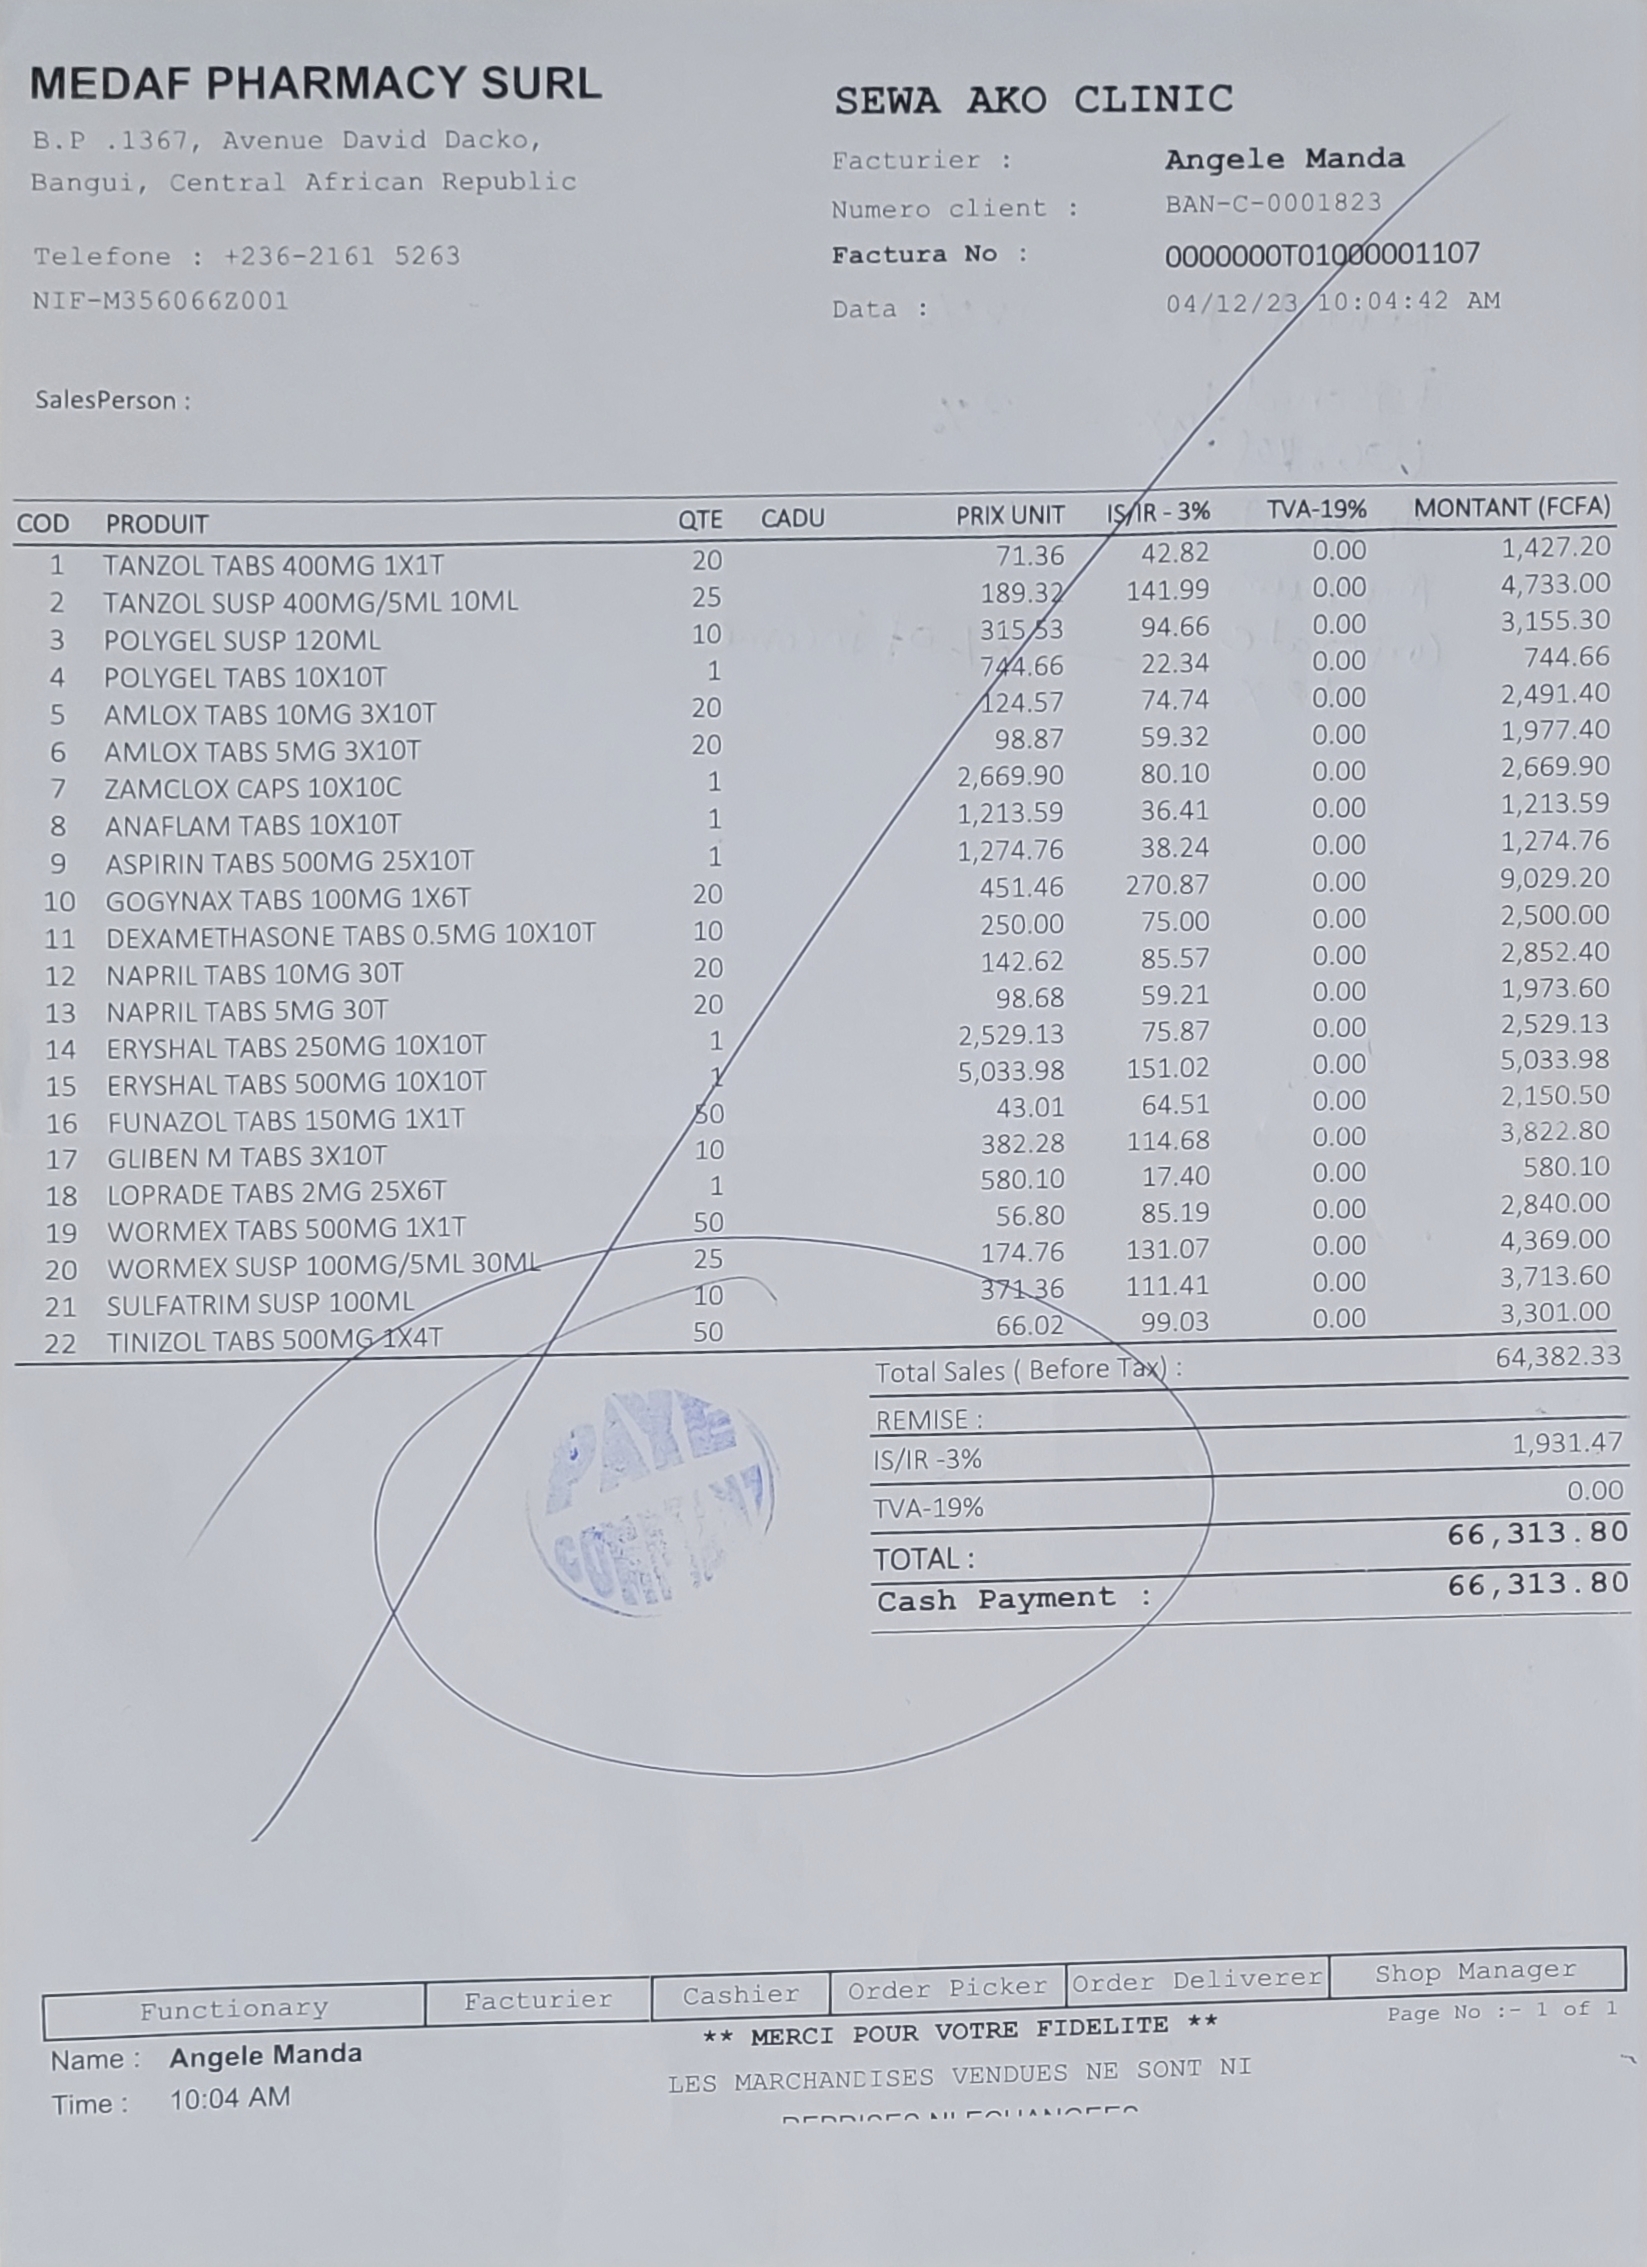 MEDAF PHARMACY SURL
B.P .1367, Avenue David Dacko,
Bangui, Central African Republic
Telefone : +236-2161 5263
NIF-M356066Z001
SalesPerson :
SEWA AKO CLINIC
Facturier : Angele Manda
Numero client : BAN-C-0001823
Factura No : 0000000T01000001107
Data : 04/12/23 10:04:42 AM
COD PRODUIT QTE CADU PRIX UNIT IS/IR - 3% TVA-19% MONTANT (FCFA)
1 TANZOL TABS 400MG 1X1T 20 71.36 42.82 0.00 1,427.20
2 TANZOL SUSP 400MG/5ML 10ML 25 189.32 141.99 0.00 4,733.00
3 POLYGEL SUSP 120ML 10 315.53 94.66 0.00 3,155.30
4 POLYGEL TABS 10X10T 1 744.66 22.34 0.00 744.66
5 AMLOX TABS 10MG 3X10T 20 124.57 74.74 0.00 2,491.40
6 AMLOX TABS 5MG 3X10T 20 98.87 59.32 0.00 1,977.40
7 ZAMCLOX CAPS 10X10C 1 2,669.90 80.10 0.00 2,669.90
8 ANAFLAM TABS 10X10T 1 1,213.59 36.41 0.00 1,213.59
9 ASPIRIN TABS 500MG 25X10T 1 1,274.76 38.24 0.00 1,274.76
10 GOGYNAX TABS 100MG 1X6T 20 451.46 270.87 0.00 9,029.20
11 DEXAMETHASONE TABS 0.5MG 10X10T 10 250.00 75.00 0.00 2,500.00
12 NAPRIL TABS 10MG 30T 20 142.62 85.57 0.00 2,852.40
13 NAPRIL TABS 5MG 30T 20 98.68 59.21 0.00 1,973.60
14 ERYSHAL TABS 250MG 10X10T 1 2,529.13 75.87 0.00 2,529.13
15 ERYSHAL TABS 500MG 10X10T 1 5,033.98 151.02 0.00 5,033.98
16 FUNAZOL TABS 150MG 1X1T 50 43.01 64.51 0.00 2,150.50
17 GLIBEN M TABS 3X10T 10 382.28 114.68 0.00 3,822.80
18 LOPRADE TABS 2MG 25X6T 1 580.10 17.40 0.00 580.10
19 WORMEX TABS 500MG 1X1T 50 56.80 85.19 0.00 2,840.00
20 WORMEX SUSP 100MG/5ML 30ML 25 174.76 131.07 0.00 4,369.00
21 SULFATRIM SUSP 100ML 10 371.36 111.41 0.00 3,713.60
22 TINIZOL TABS 500MG 1X4T 50 66.02 99.03 0.00 3,301.00
Total Sales ( Before Tax) : 64,382.33
REMISE :
IS/IR -3% 1,931.47
TVA-19% 0.00
TOTAL : 66,313.80
Cash Payment : 66,313.80
PAYE
COMPTANT
Functionary Facturier Cashier Order Picker Order Deliverer Shop Manager
Name : Angele Manda
Time : 10:04 AM
** MERCI POUR VOTRE FIDELITE **
Page No :- 1 of 1
LES MARCHANDISES VENDUES NE SONT NI